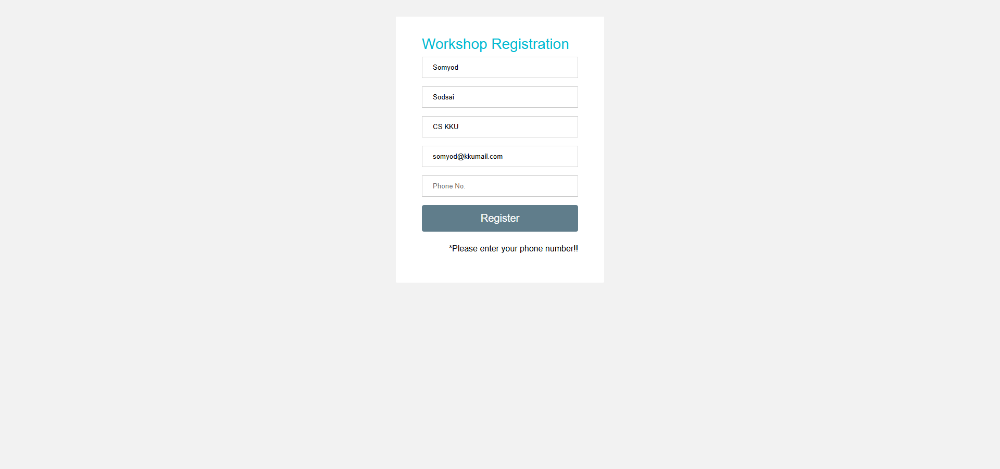 Workshop Registration
Somyod
Sodsai
CS KKU
somyod@kkumail.com
Phone No.
Register
*Please enter your phone number!!